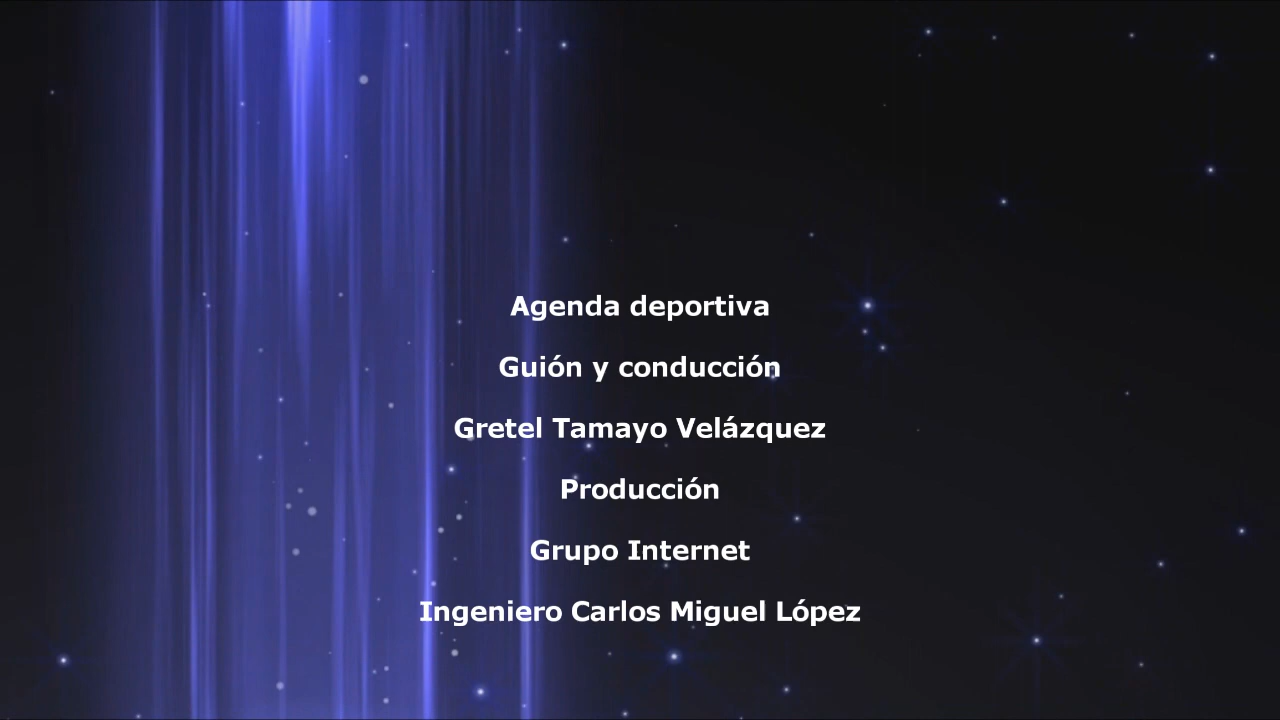 Agenda deportiva
Guión y conducción
Gretel Tamayo Velázquez
Producción
Grupo Internet
Ingeniero Carlos Miguel López